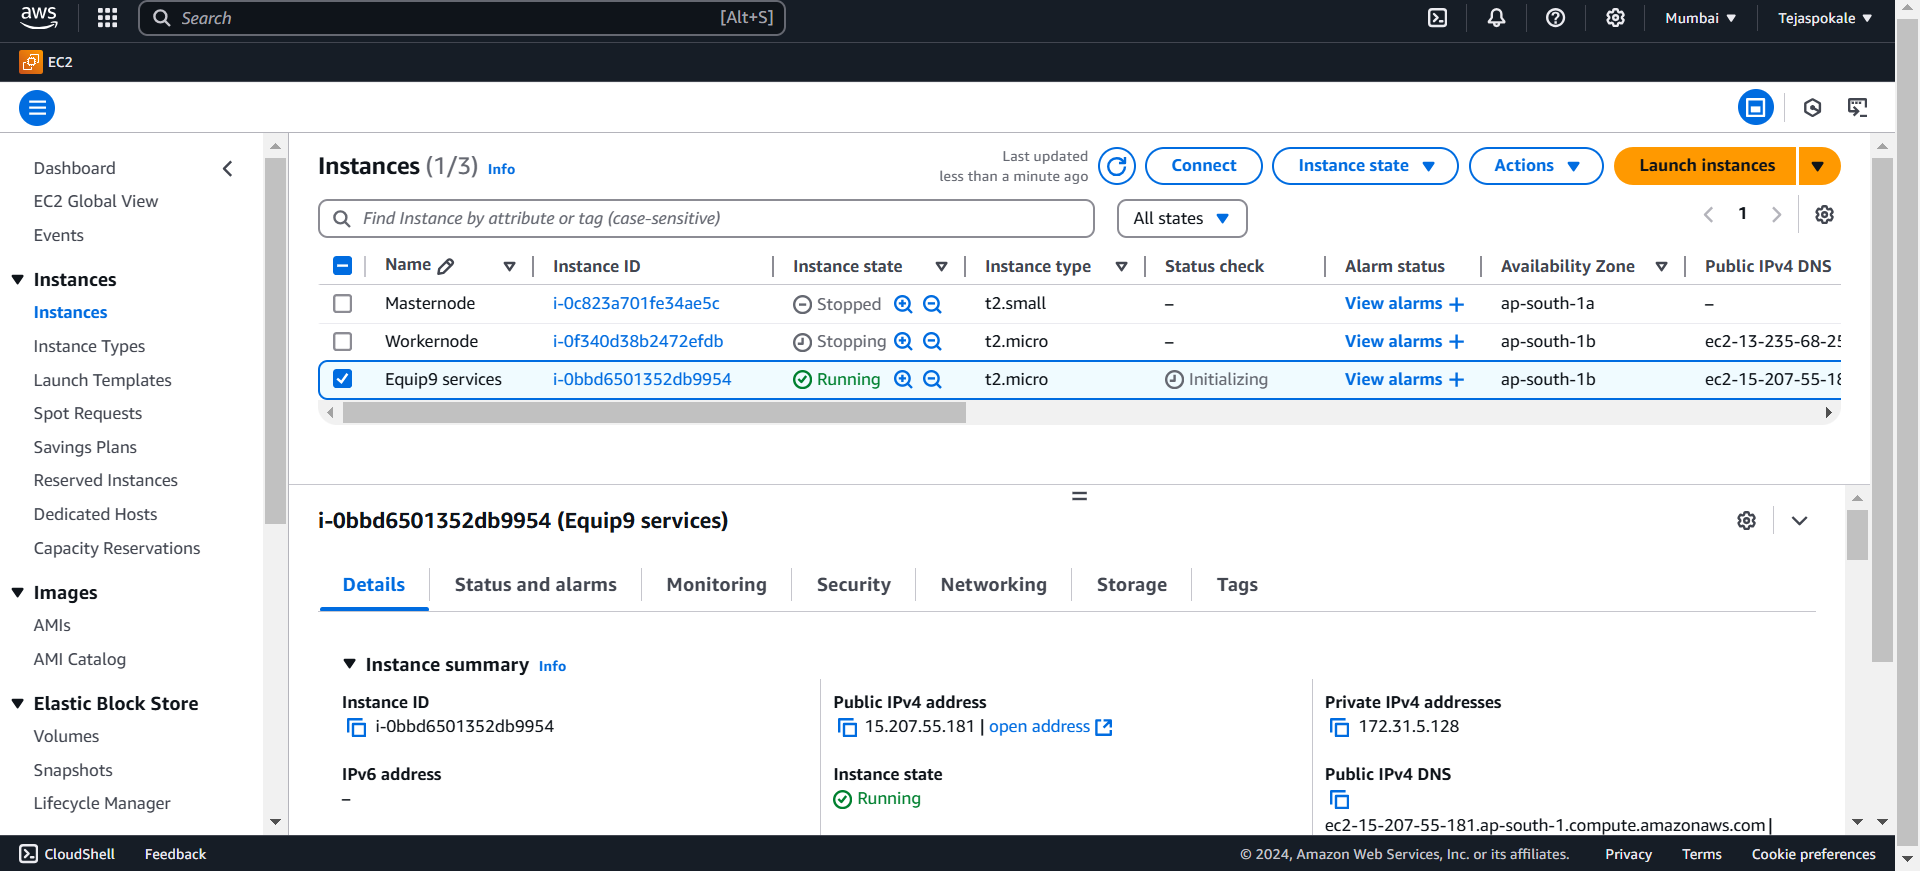 aws
Search [Alt+S]
Mumbai Tejaspokale
EC2
Dashboard
EC2 Global View
Events
Instances
Instances
Instance Types
Launch Templates
Spot Requests
Savings Plans
Reserved Instances
Dedicated Hosts
Capacity Reservations
Images
AMIs
AMI Catalog
Elastic Block Store
Volumes
Snapshots
Lifecycle Manager
Instances (1/3) Info
Last updated
less than a minute ago
Connect Instance state Actions Launch instances
Find Instance by attribute or tag (case-sensitive) All states 1
Name Instance ID Instance state Instance type Status check Alarm status Availability Zone Public IPv4 DNS
Masternode i-0c823a701fe34ae5c Stopped t2.small – View alarms + ap-south-1a –
Workernode i-0f340d38b2472efdb Stopping t2.micro – View alarms + ap-south-1b ec2-13-235-68-25
Equip9 services i-0bbd6501352db9954 Running t2.micro Initializing View alarms + ap-south-1b ec2-15-207-55-18
i-0bbd6501352db9954 (Equip9 services)
Details Status and alarms Monitoring Security Networking Storage Tags
Instance summary Info
Instance ID
i-0bbd6501352db9954
Public IPv4 address
15.207.55.181 | open address
Private IPv4 addresses
172.31.5.128
IPv6 address
–
Instance state
Running
Public IPv4 DNS
ec2-15-207-55-181.ap-south-1.compute.amazonaws.com |
CloudShell Feedback © 2024, Amazon Web Services, Inc. or its affiliates. Privacy Terms Cookie preferences